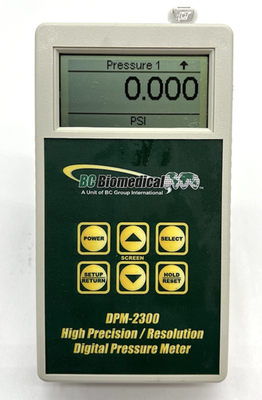 Pressure 1 ↑
0.000
PSI
BC Biomedical
A Unit of BC Group International
POWER
SELECT
SCREEN
SETUP
RETURN
HOLD
RESET
DPM-2300
High Precision / Resolution
Digital Pressure Meter